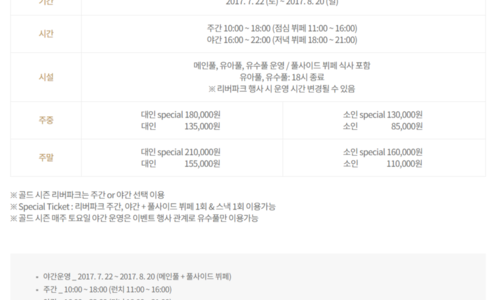 기간 2017. 7. 22 (토) ~ 2017. 8. 20 (일)
시간 주간 10:00 ~ 18:00 (점심 뷔페 11:00 ~ 16:00)
야간 16:00 ~ 22:00 (저녁 뷔페 18:00 ~ 21:00)
시설 메인풀, 유아풀, 유수풀 운영 / 풀사이드 뷔페 식사 포함
유아풀, 유수풀: 18시 종료
※ 리버파크 행사 시 운영 시간 변경될 수 있음
주중 대인 special 180,000원 소인 special 130,000원
대인 135,000원 소인 85,000원
주말 대인 special 210,000원 소인 special 160,000원
대인 155,000원 소인 110,000원
※ 골드 시즌 리버파크는 주간 or 야간 선택 이용
※ Special Ticket : 리버파크 주간, 야간 + 풀사이드 뷔페 1회 & 스낵 1회 이용가능
※ 골드 시즌 매주 토요일 야간 운영은 이벤트 행사 관계로 유수풀만 이용가능
• 야간운영 _ 2017. 7. 22 ~ 2017. 8. 20 (메인풀 + 풀사이드 뷔페)
• 주간 _ 10:00 ~ 18:00 (런치 11:00 ~ 16:00)